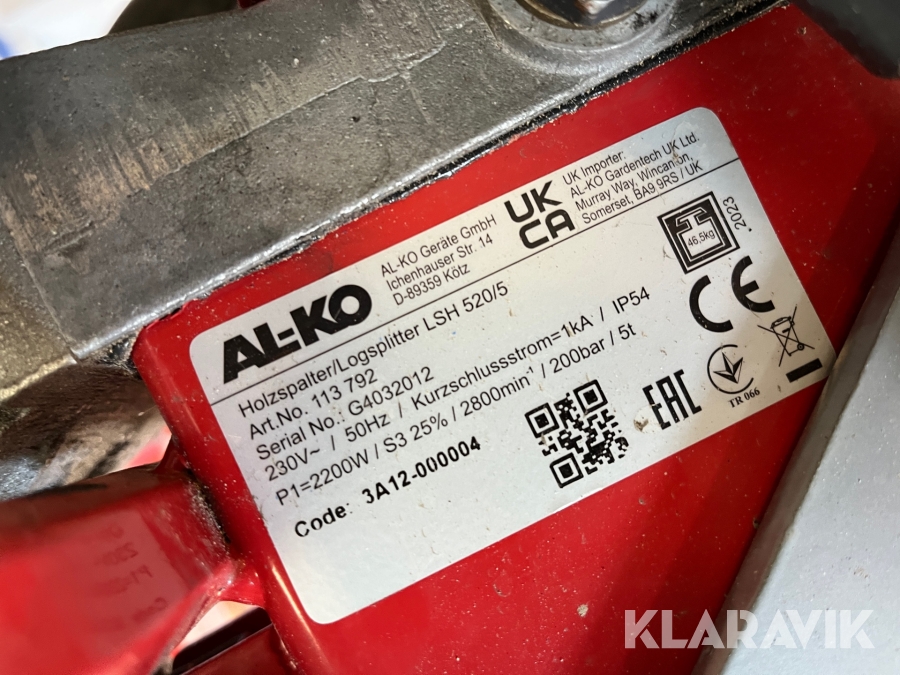 AL-KO
AL-KO Geräte GmbH
Ichenhauser Str. 14
D-89359 Kötz
UK
CA
UK Importer:
AL-KO Gardentech UK Ltd.
Murray Way, Wincanton,
Somerset, BA9 9RS / UK
Holzspalter/Logsplitter LSH 520/5
Art.No. 113 792
Serial No.: G4032012
230V~ / 50Hz / Kurzschlussstrom=1kA / IP54
P1=2200W / S3 25% / 2800min⁻¹ / 200bar / 5t
Code: 3A12-000004
46,5kg
2023
CE
EAC
TR 066
KLARAVIK